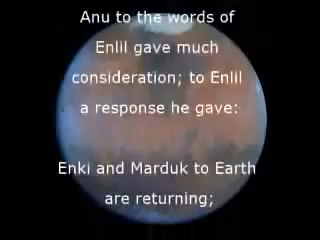 Anu to the words of
Enlil gave much
consideration; to Enlil
a response he gave:
Enki and Marduk to Earth
are returning;